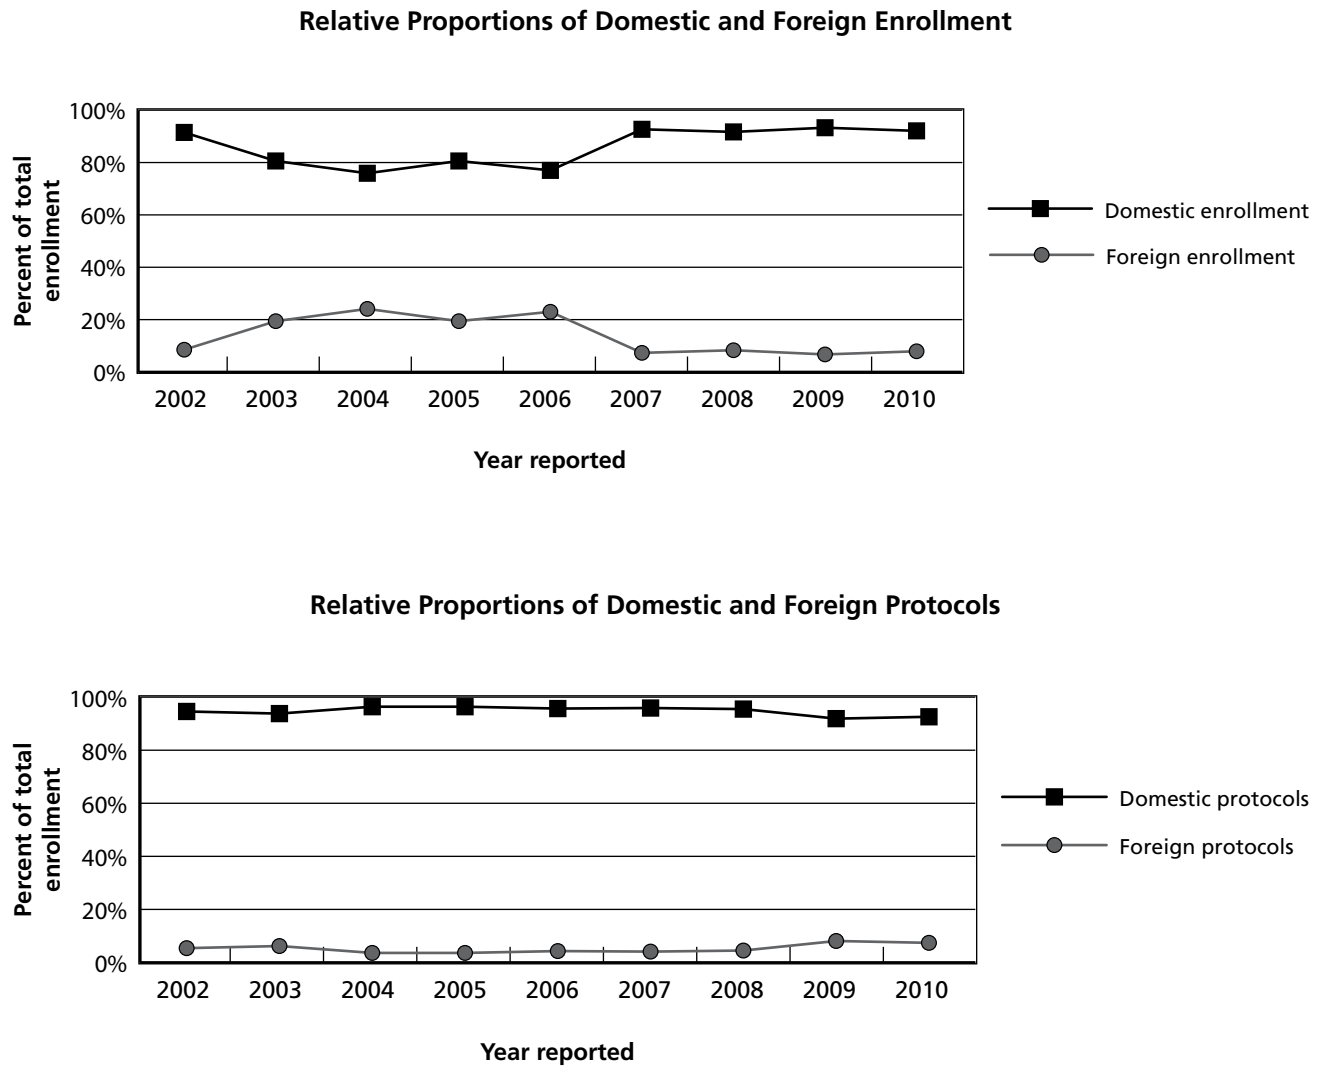 Relative Proportions of Domestic and Foreign Enrollment
Percent of total
enrollment
100%
80%
60%
40%
20%
0%
2002 2003 2004 2005 2006 2007 2008 2009 2010
Year reported
Domestic enrollment
Foreign enrollment
Relative Proportions of Domestic and Foreign Protocols
Percent of total
enrollment
100%
80%
60%
40%
20%
0%
2002 2003 2004 2005 2006 2007 2008 2009 2010
Year reported
Domestic protocols
Foreign protocols